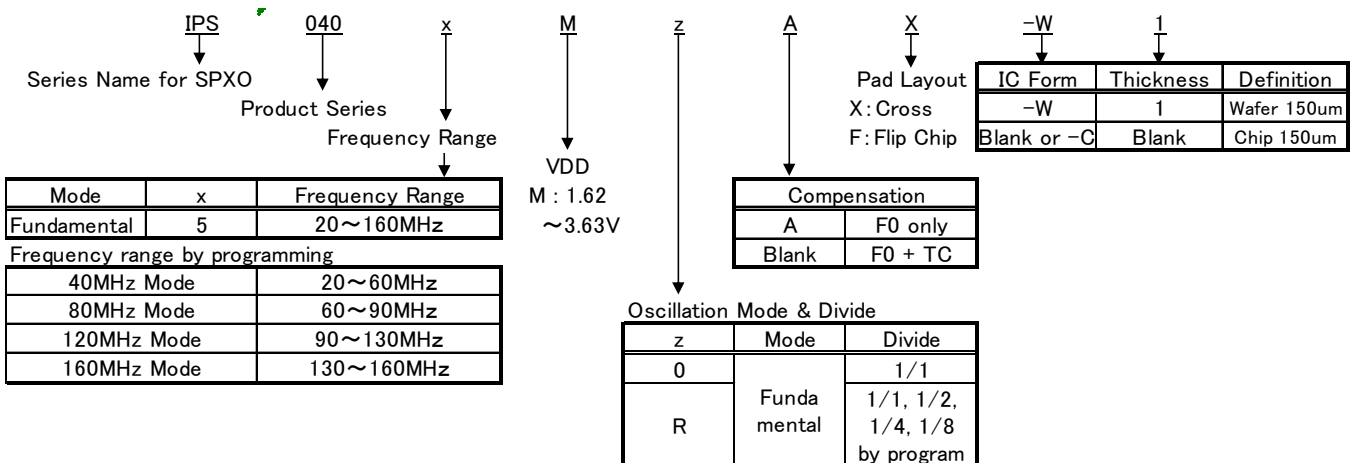 IPS 040 x M z A X -W 1
Series Name for SPXO
Product Series
Frequency Range
Mode x Frequency Range
Fundamental 5 20～160MHz
Frequency range by programming
40MHz Mode 20～60MHz
80MHz Mode 60～90MHz
120MHz Mode 90～130MHz
160MHz Mode 130～160MHz
VDD
M : 1.62
～3.63V
Oscillation Mode & Divide
z Mode Divide
0 1/1
Funda
mental
R 1/1, 1/2,
1/4, 1/8
by program
Compensation
A F0 only
Blank F0 + TC
Pad Layout
X : Cross
F : Flip Chip
IC Form Thickness Definition
-W 1 Wafer 150um
Blank or -C Blank Chip 150um